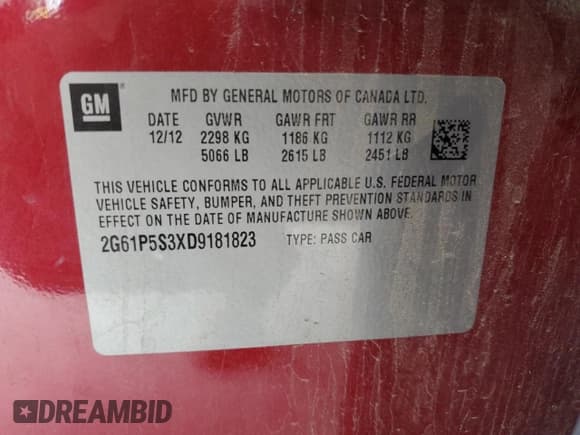 GM
MFD BY GENERAL MOTORS OF CANADA LTD.
DATE GVWR GAWR FRT GAWR RR
12/12 2298 KG 1186 KG 1112 KG
5066 LB 2615 LB 2451 LB
THIS VEHICLE CONFORMS TO ALL APPLICABLE U.S. FEDERAL MOTOR
VEHICLE SAFETY, BUMPER, AND THEFT PREVENTION STANDARDS IN
EFFECT ON THE DATE OF MANUFACTURE SHOWN ABOVE.
2G61P5S3XD9181823 TYPE: PASS CAR
DREAMBID